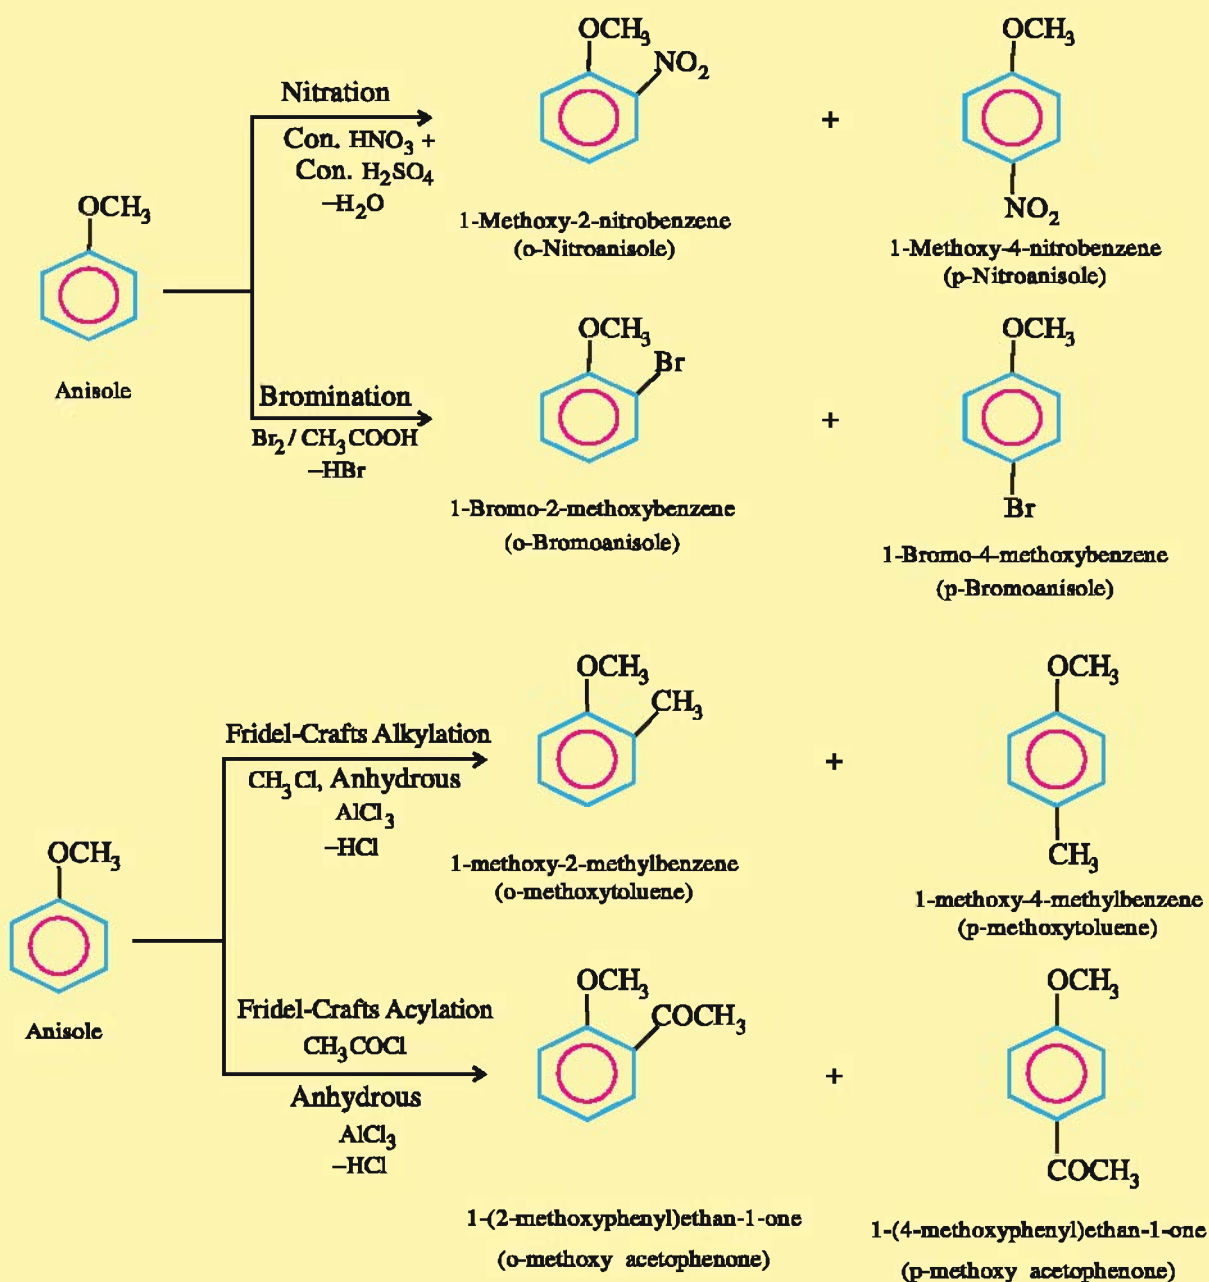 OCH3
NO2
Nitration
Con. HNO3 +
Con. H2SO4
–H2O
1-Methoxy-2-nitrobenzene
(o-Nitroanisole)
+
OCH3
NO2
1-Methoxy-4-nitrobenzene
(p-Nitroanisole)
OCH3
Anisole
Bromination
Br2 / CH3COOH
–HBr
OCH3
Br
1-Bromo-2-methoxybenzene
(o-Bromoanisole)
+
OCH3
Br
1-Bromo-4-methoxybenzene
(p-Bromoanisole)
Fridel-Crafts Alkylation
CH3Cl, Anhydrous
AlCl3
–HCl
OCH3
CH3
1-methoxy-2-methylbenzene
(o-methoxytoluene)
+
OCH3
CH3
1-methoxy-4-methylbenzene
(p-methoxytoluene)
OCH3
Anisole
Fridel-Crafts Acylation
CH3COCl
Anhydrous
AlCl3
–HCl
OCH3
COCH3
1-(2-methoxyphenyl)ethan-1-one
(o-methoxy acetophenone)
+
OCH3
COCH3
1-(4-methoxyphenyl)ethan-1-one
(p-methoxy acetophenone)